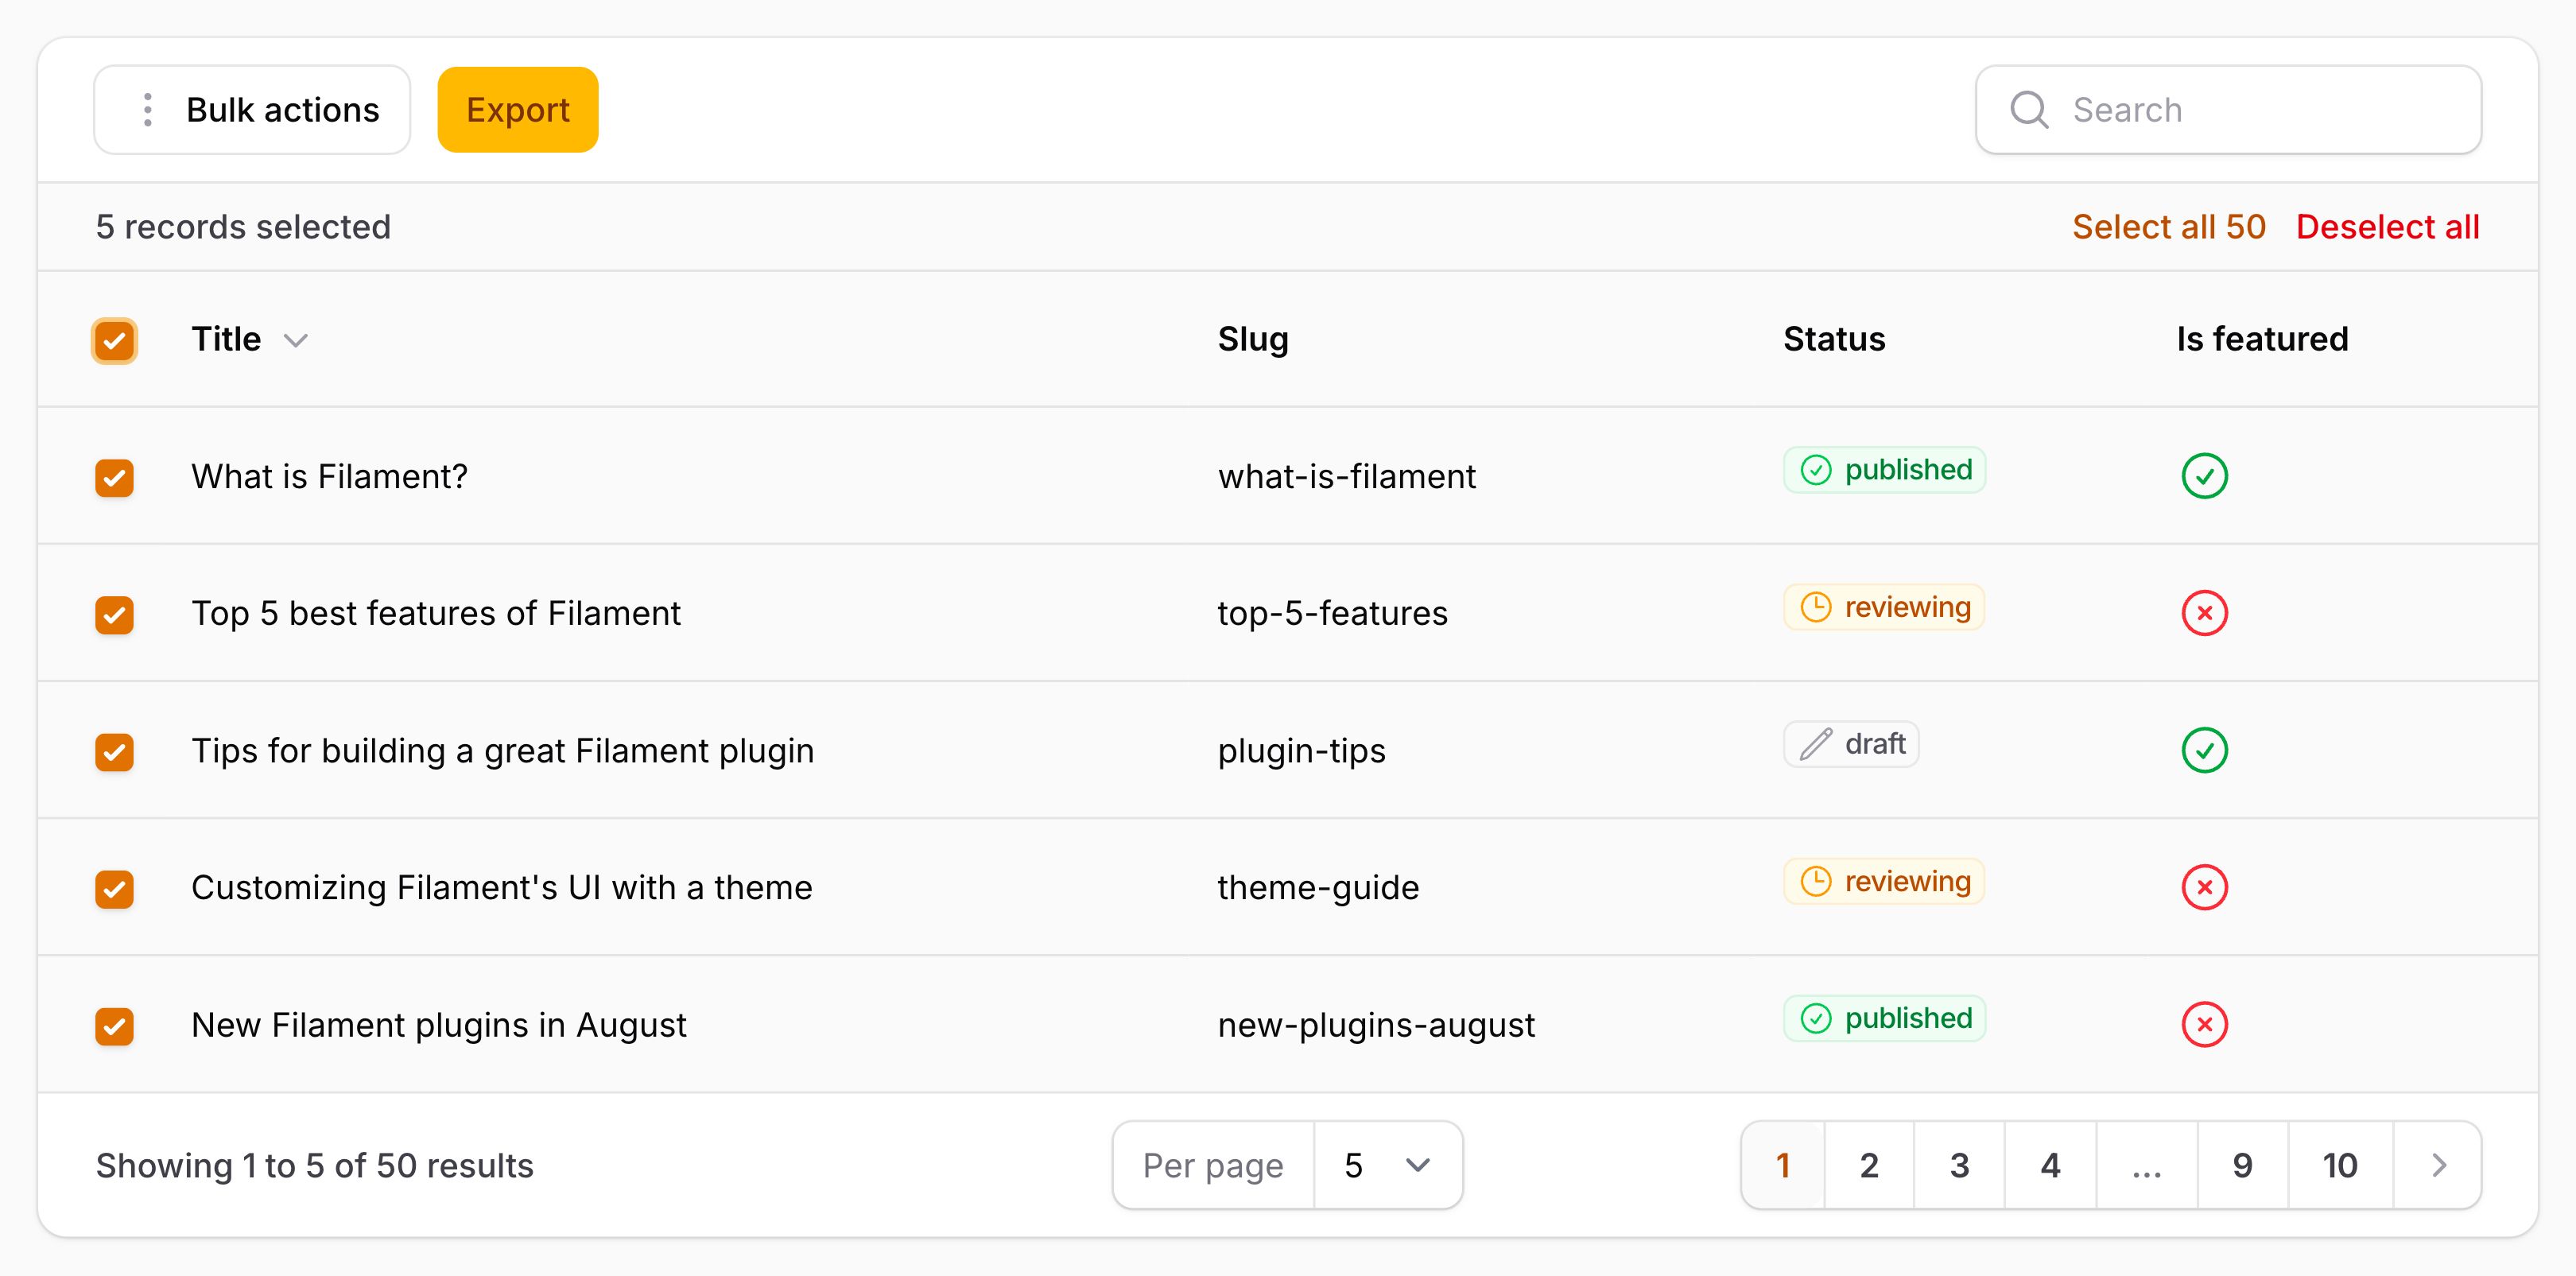 Bulk actions Export Search
5 records selected Select all 50 Deselect all
Title Slug Status Is featured
What is Filament? what-is-filament published
Top 5 best features of Filament top-5-features reviewing
Tips for building a great Filament plugin plugin-tips draft
Customizing Filament's UI with a theme theme-guide reviewing
New Filament plugins in August new-plugins-august published
Showing 1 to 5 of 50 results Per page 5 1 2 3 4 ... 9 10